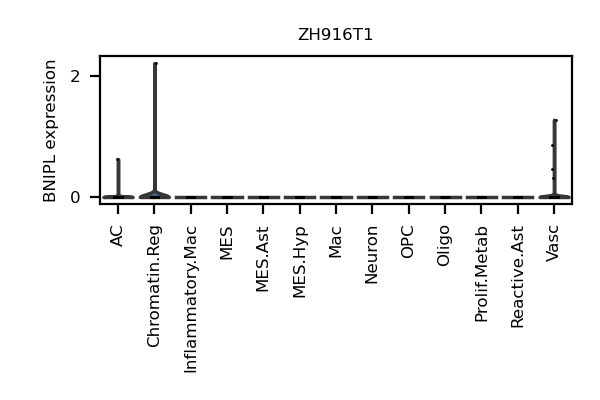 ZH916T1
BNIPL expression
2
0
AC
Chromatin.Reg
Inflammatory.Mac
MES
MES.Ast
MES.Hyp
Mac
Neuron
OPC
Oligo
Prolif.Metab
Reactive.Ast
Vasc